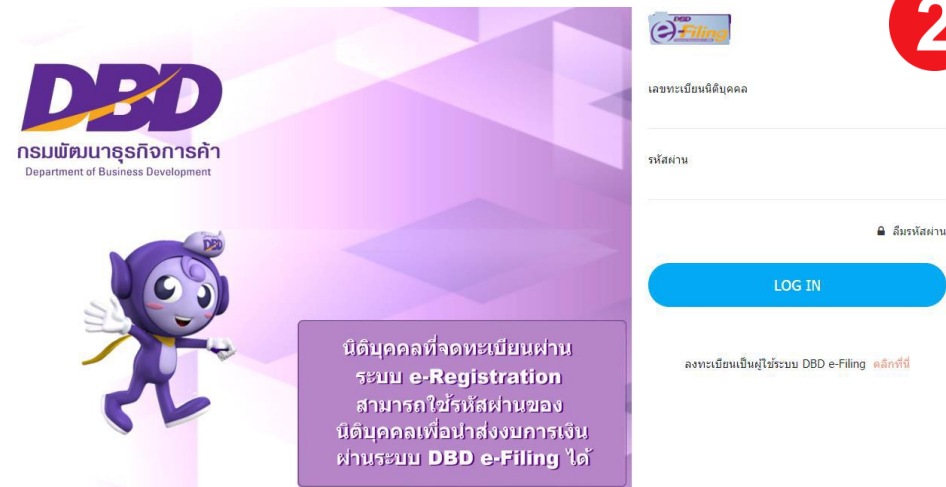 DBD
กรมพัฒนาธุรกิจการค้า
Department of Business Development
DBD
นิติบุคคลที่จดทะเบียนผ่าน
ระบบ e-Registration
สามารถใช้รหัสผ่านของ
นิติบุคคลเพื่อนำส่งงบการเงิน
ผ่านระบบ DBD e-Filing ได้
DBD
e-Filing
2
เลขทะเบียนนิติบุคคล
รหัสผ่าน
ลืมรหัสผ่าน
LOG IN
ลงทะเบียนเป็นผู้ใช้ระบบ DBD e-Filing คลิกที่นี่